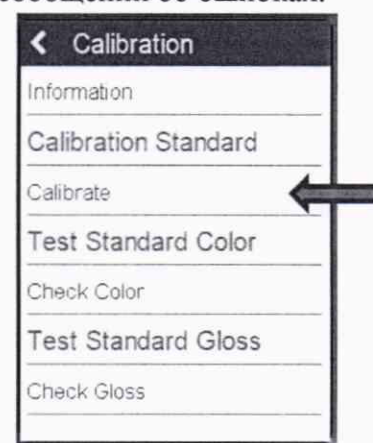 < Calibration
Information
Calibration Standard
Calibrate
Test Standard Color
Check Color
Test Standard Gloss
Check Gloss